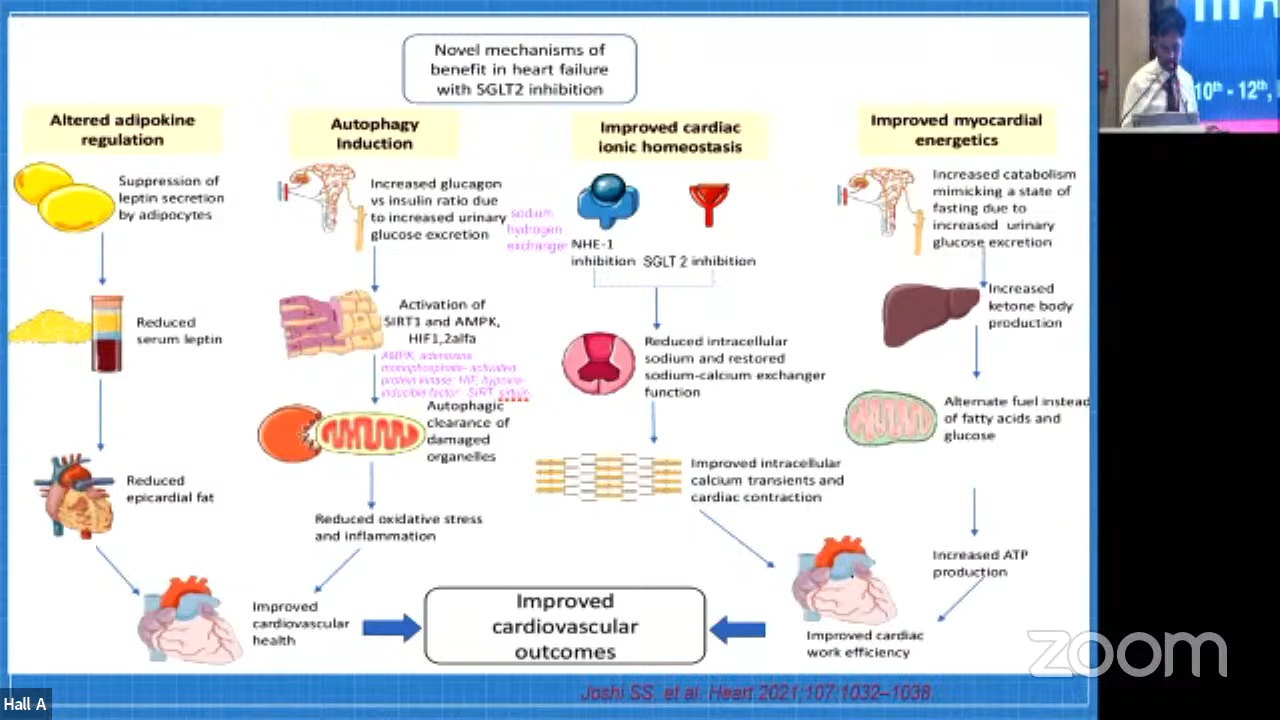 Novel mechanisms of
benefit in heart failure
with SGLT2 inhibition
Altered adipokine
regulation
Suppression of
leptin secretion
by adipocytes
Reduced
serum leptin
Reduced
epicardial fat
Improved
cardiovascular
health
Autophagy
Induction
Increased glucagon
vs insulin ratio due
to increased urinary
glucose excretion
Activation of
SIRT1 and AMPK,
HIF1,2alfa
AMPK, adenosine
monophosphate- activated
protein kinase; HIF, hypoxia-
inducible factor; SIRT, sirtuin
Autophagic
clearance of
damaged
organelles
Reduced oxidative stress
and inflammation
Improved cardiac
ionic homeostasis
sodium
hydrogen
exchanger
NHE-1
inhibition
SGLT 2 inhibition
Reduced intracellular
sodium and restored
sodium-calcium exchanger
function
Improved intracellular
calcium transients and
cardiac contraction
Improved myocardial
energetics
Increased catabolism
mimicking a state of
fasting due to
increased urinary
glucose excretion
Increased
ketone body
production
Alternate fuel instead
of fatty acids and
glucose
Increased ATP
production
Improved cardiac
work efficiency
Improved
cardiovascular
outcomes
Joshi SS, et al. Heart 2021;107:1032–1038.
10th - 12th,
zoom
Hall A